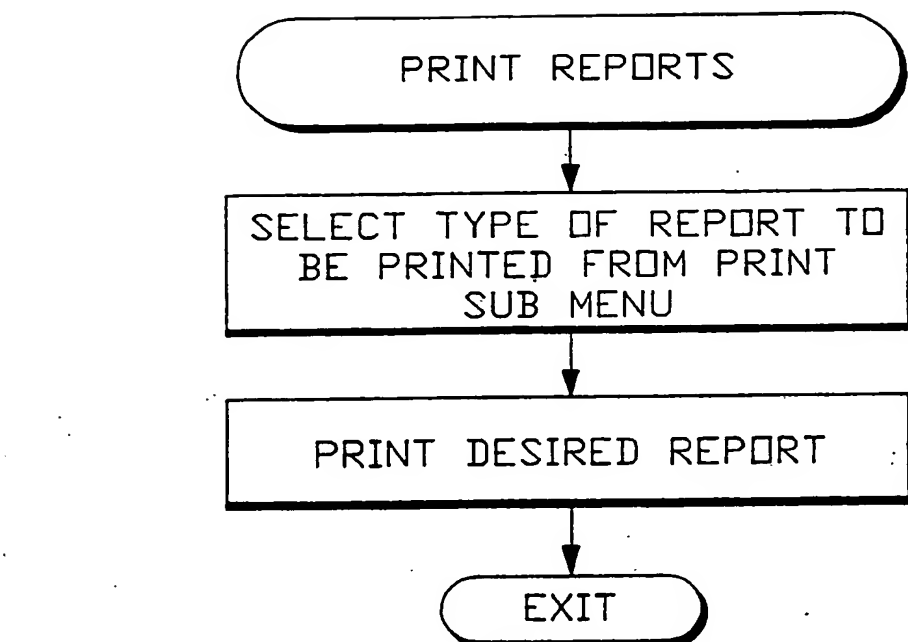 PRINT REPORTS
SELECT TYPE OF REPORT TO
BE PRINTED FROM PRINT
SUB MENU
PRINT DESIRED REPORT
EXIT